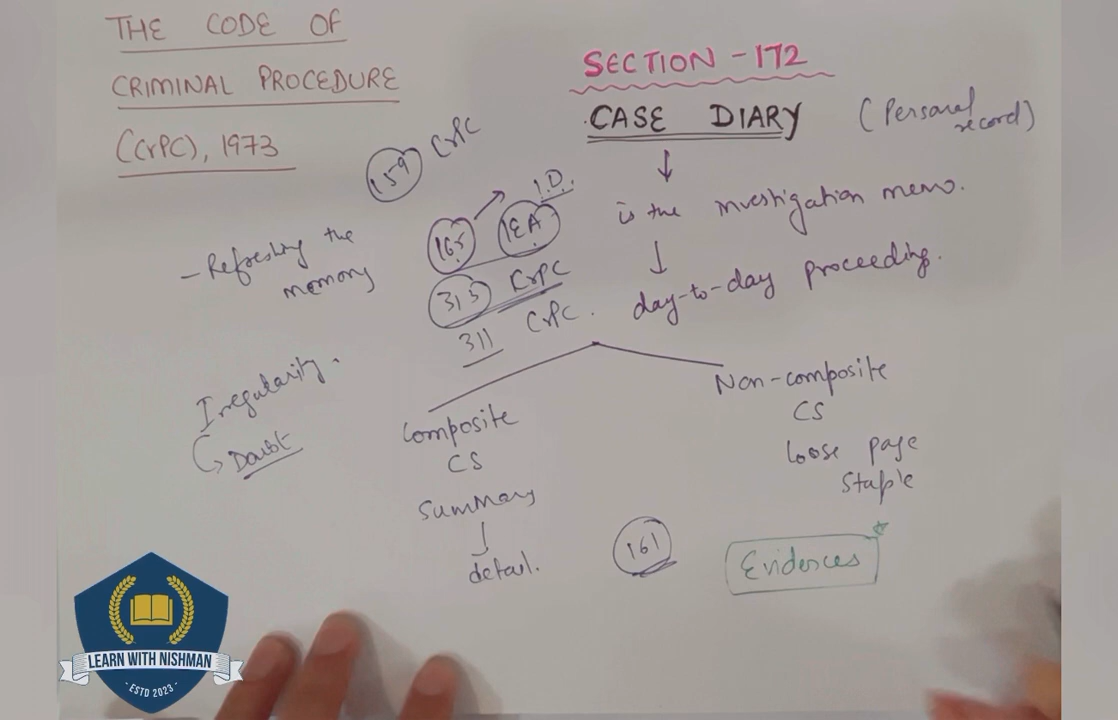 THE CODE OF
CRIMINAL PROCEDURE
(CrPC), 1973
SECTION - 172
CASE DIARY (Personal record)
↓
is the investigation memo.
↓
day-to-day proceeding.
159 CrPC
I.D.
165 IEA
313 CrPC
311 CrPC.
- Refreshing the
memory
Irregularity.
Doubt
Composite
CS
Summary
detail.
Non-composite
CS
loose page
Staple
161
Evidences
LEARN WITH NISHMAN
- ESTD 2023 -